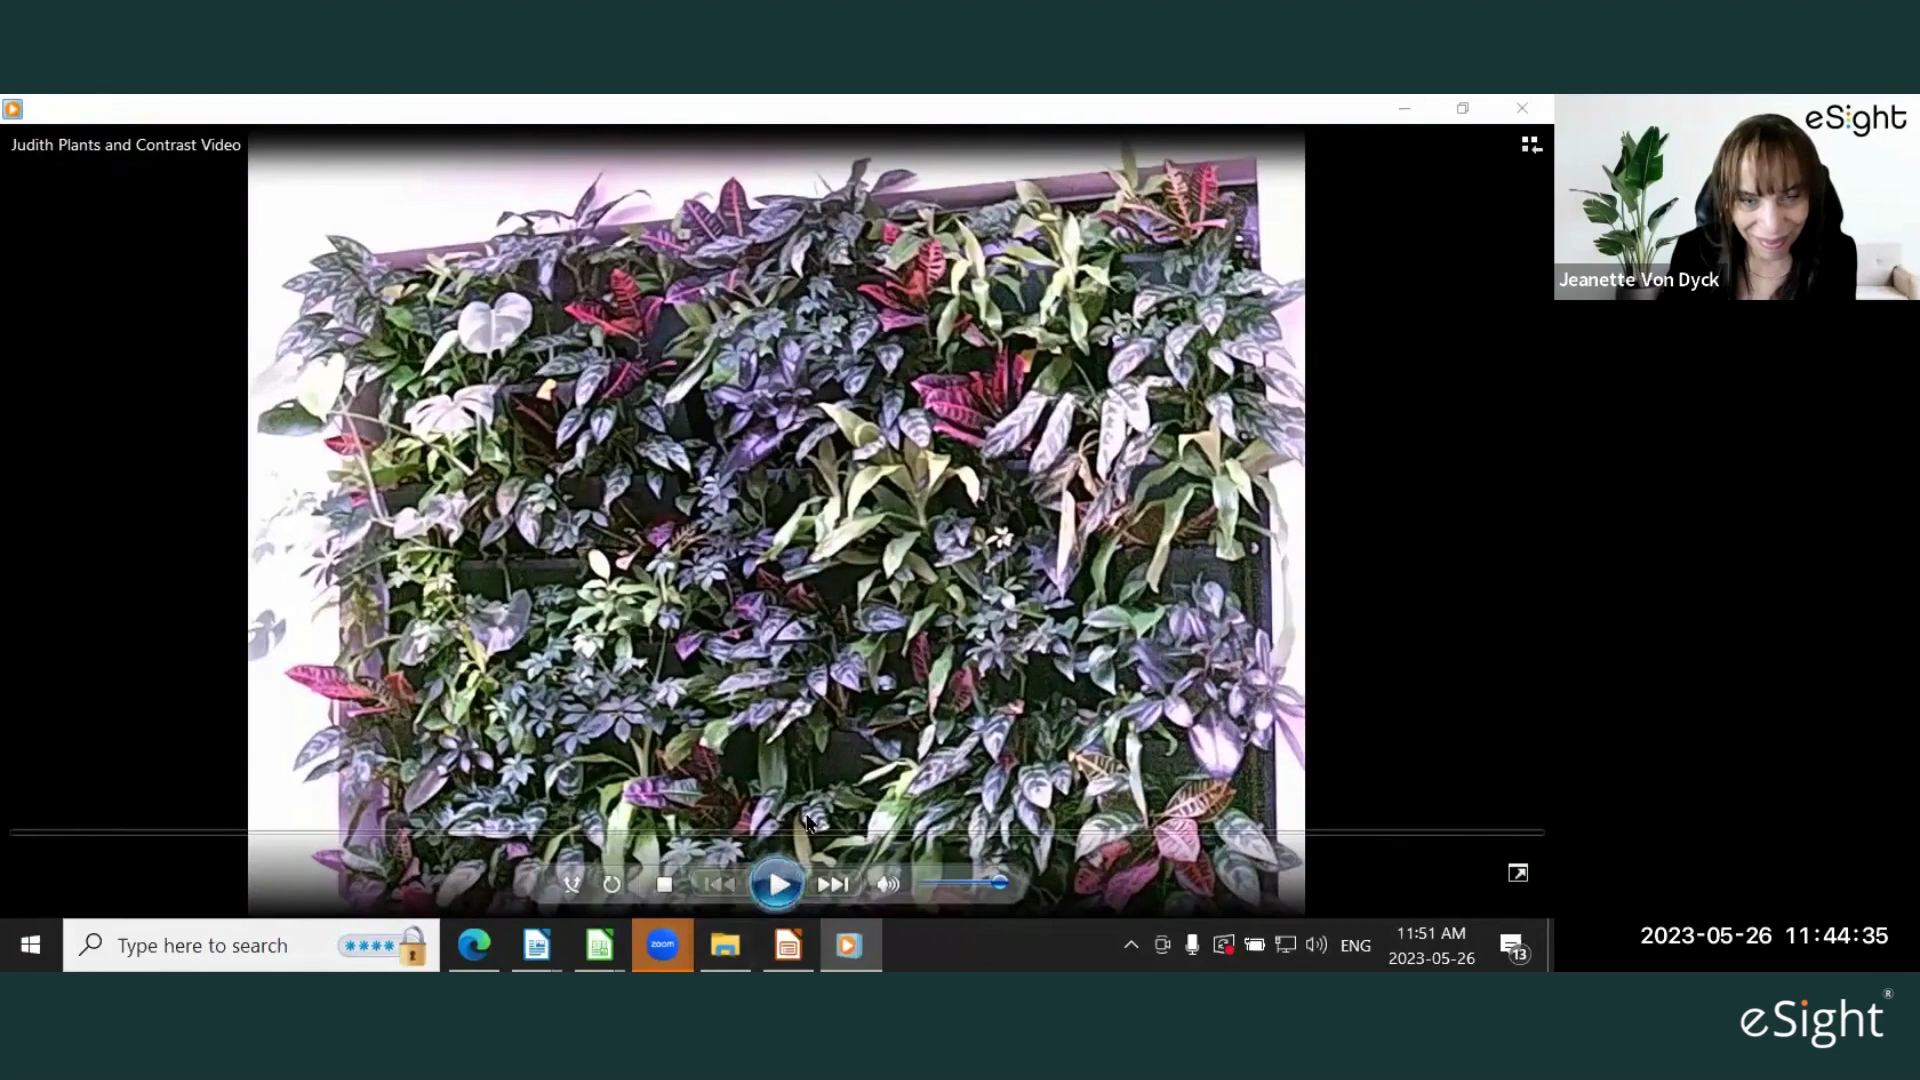 Judith Plants and Contrast Video
eSight
Jeanette Von Dyck
Type here to search
****
zoom
ENG
11:51 AM
2023-05-26
13
2023-05-26 11:44:35
eSight®